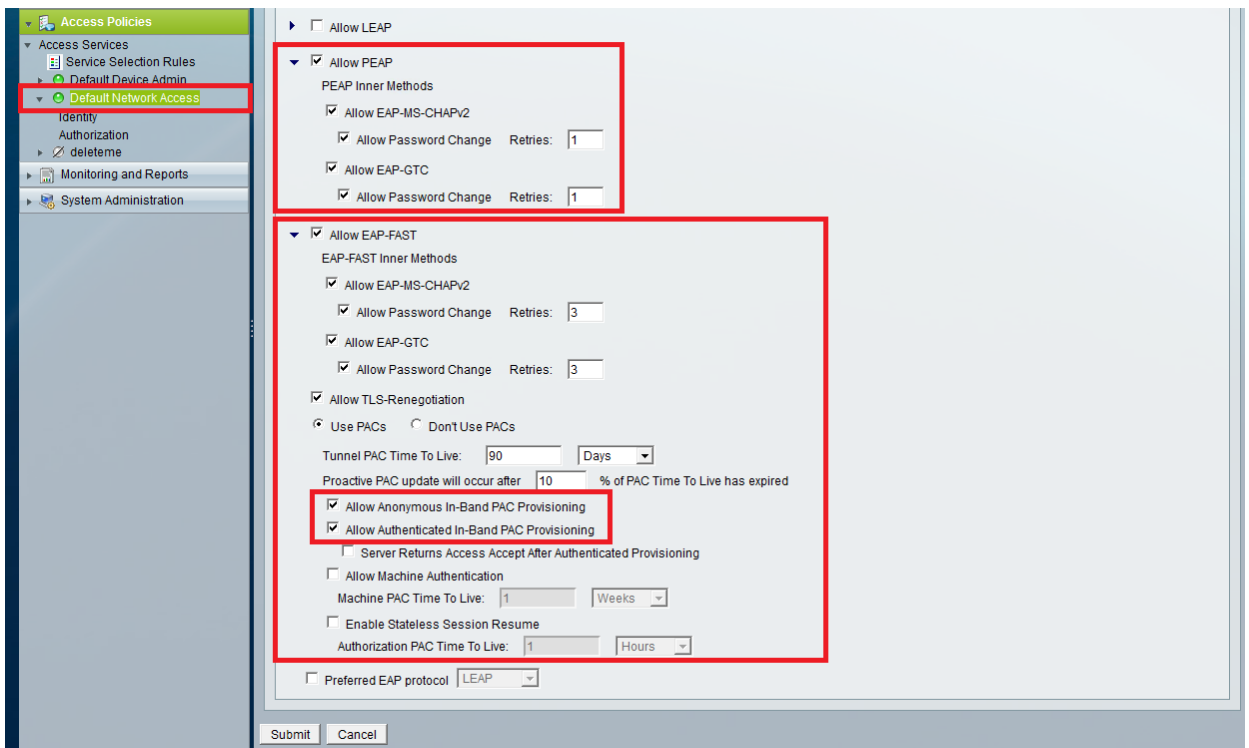 Access Policies
Access Services
Service Selection Rules
Default Device Admin
Default Network Access
Identity
Authorization
deleteme
Monitoring and Reports
System Administration
Allow LEAP
Allow PEAP
PEAP Inner Methods
Allow EAP-MS-CHAPv2
Allow Password Change Retries: 1
Allow EAP-GTC
Allow Password Change Retries: 1
Allow EAP-FAST
EAP-FAST Inner Methods
Allow EAP-MS-CHAPv2
Allow Password Change Retries: 3
Allow EAP-GTC
Allow Password Change Retries: 3
Allow TLS-Renegotiation
Use PACs Don't Use PACs
Tunnel PAC Time To Live: 90 Days
Proactive PAC update will occur after 10 % of PAC Time To Live has expired
Allow Anonymous In-Band PAC Provisioning
Allow Authenticated In-Band PAC Provisioning
Server Returns Access Accept After Authenticated Provisioning
Allow Machine Authentication
Machine PAC Time To Live: 1 Weeks
Enable Stateless Session Resume
Authorization PAC Time To Live: 1 Hours
Preferred EAP protocol LEAP
Submit Cancel